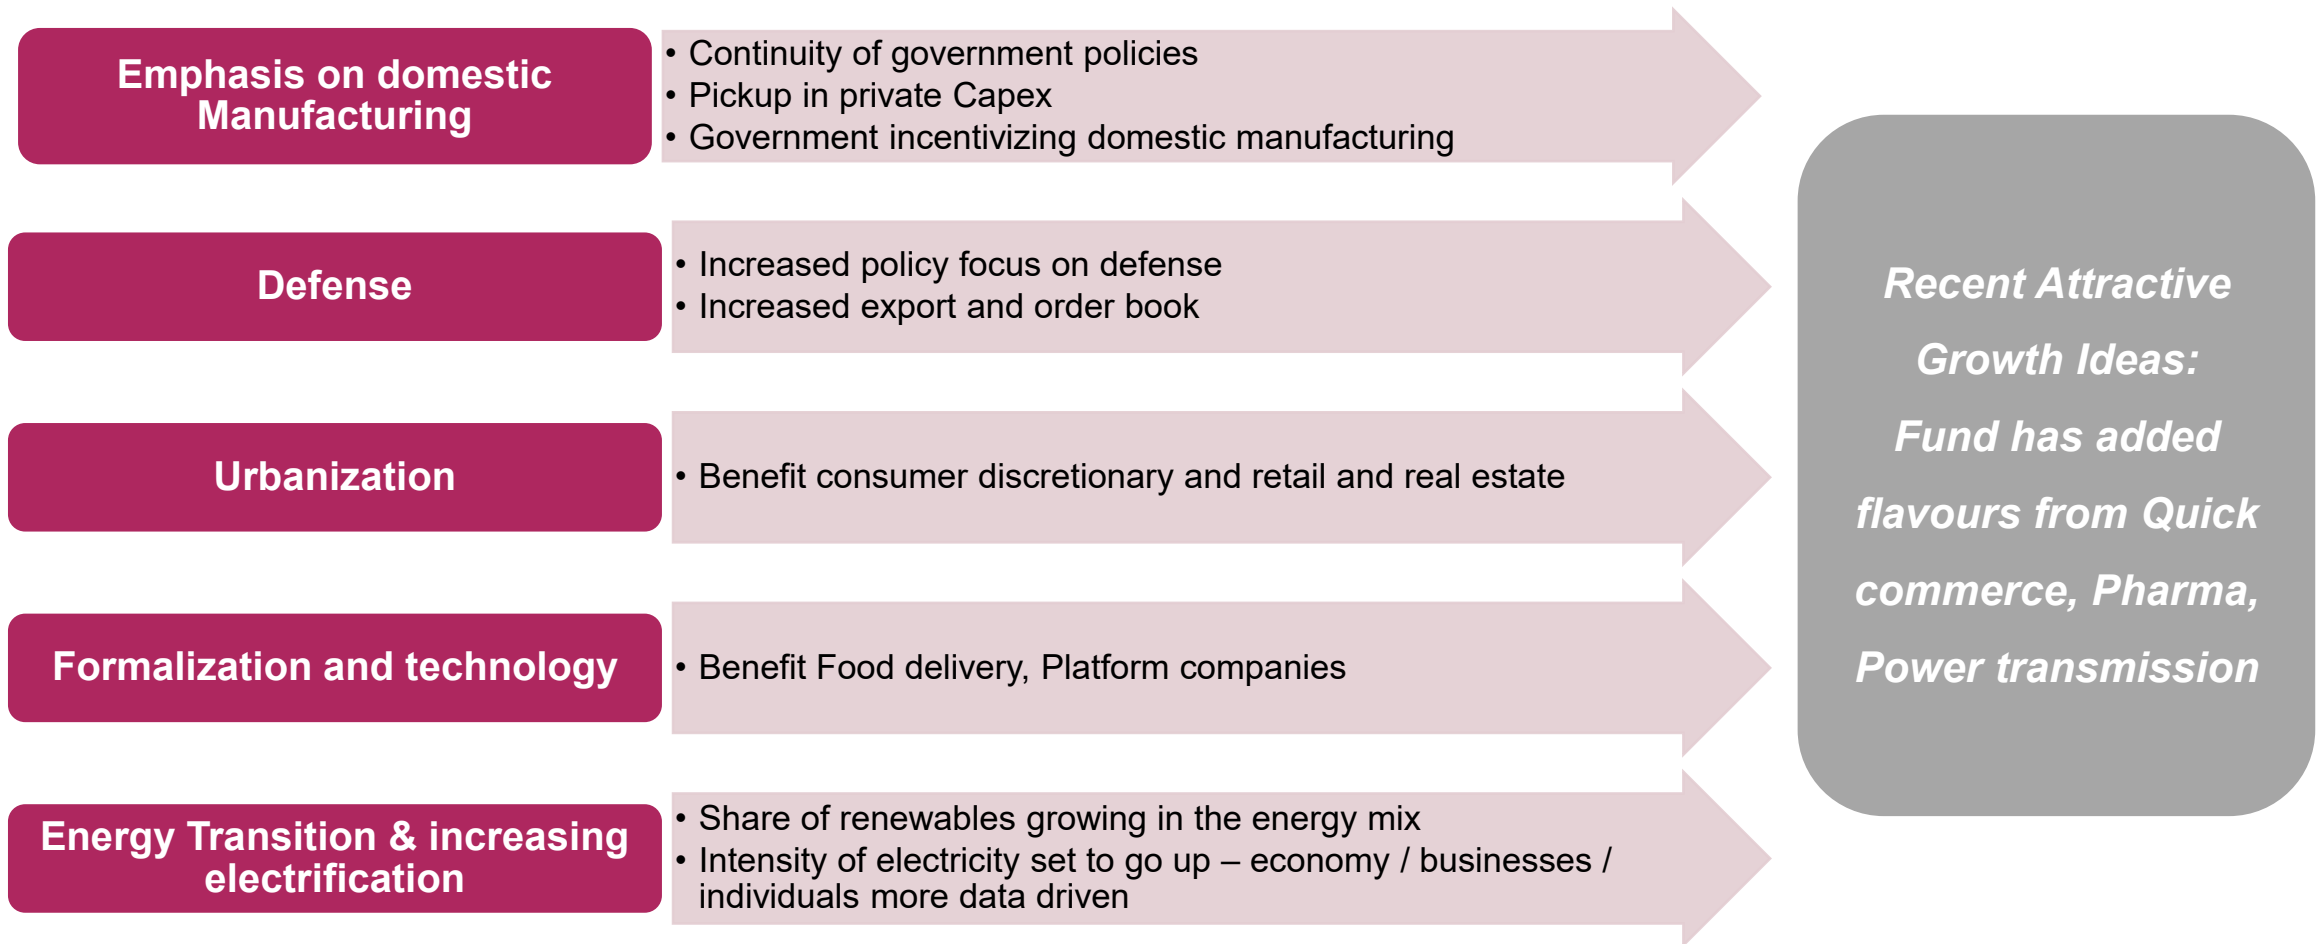 Emphasis on domestic
Manufacturing
• Continuity of government policies
• Pickup in private Capex
• Government incentivizing domestic manufacturing
Defense
• Increased policy focus on defense
• Increased export and order book
Urbanization
• Benefit consumer discretionary and retail and real estate
Formalization and technology
• Benefit Food delivery, Platform companies
Energy Transition & increasing
electrification
• Share of renewables growing in the energy mix
• Intensity of electricity set to go up – economy / businesses /
individuals more data driven
Recent Attractive
Growth Ideas:
Fund has added
flavours from Quick
commerce, Pharma,
Power transmission